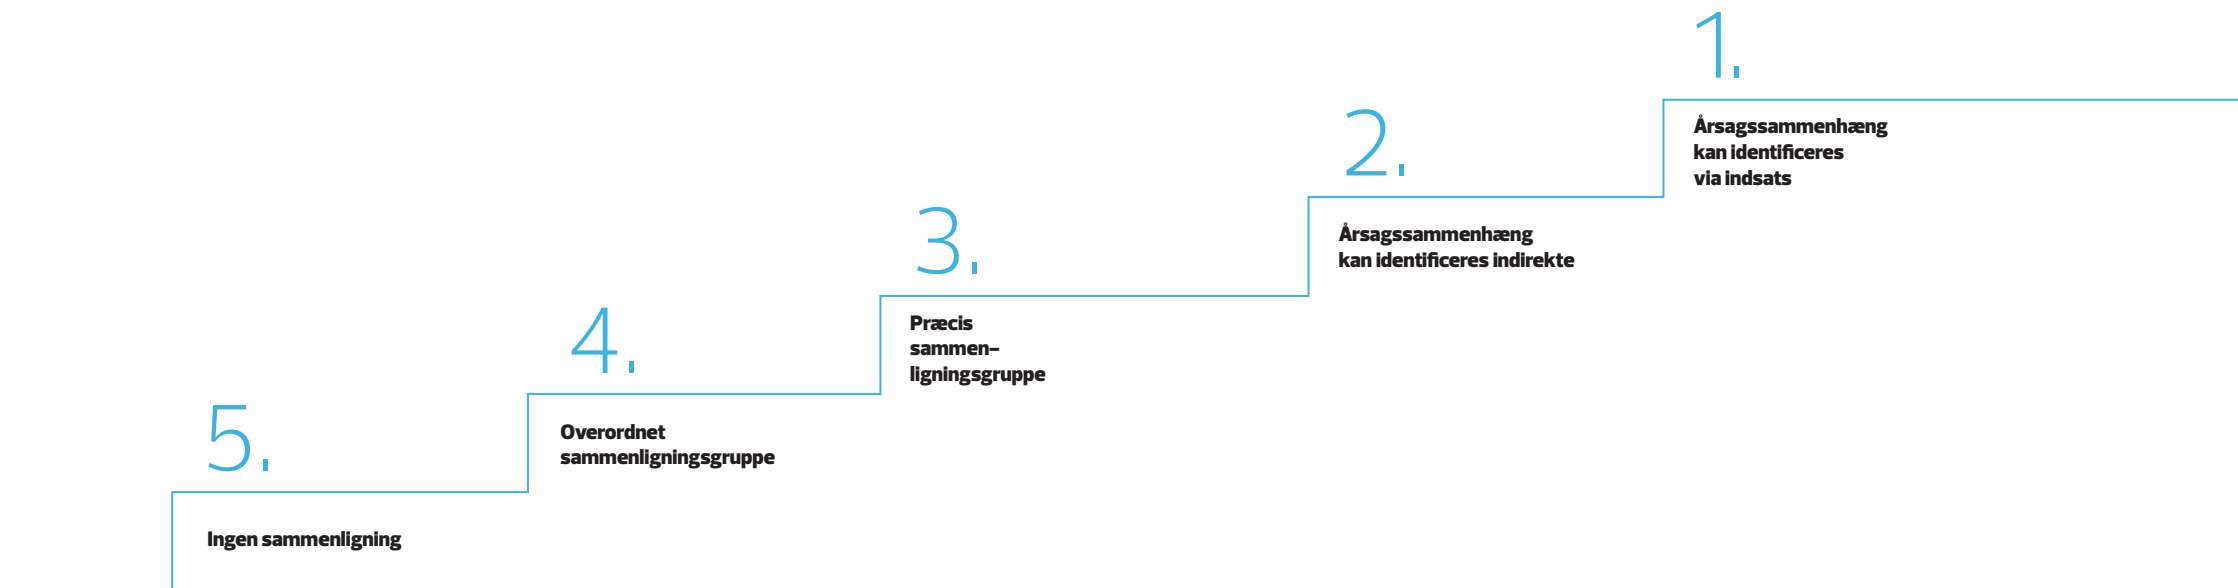 1.
Årsagssammenhæng
kan identificeres
via indsats
2.
Årsagssammenhæng
kan identificeres indirekte
3.
Præcis
sammen–
ligningsgruppe
4.
Overordnet
sammenligningsgruppe
5.
Ingen sammenligning